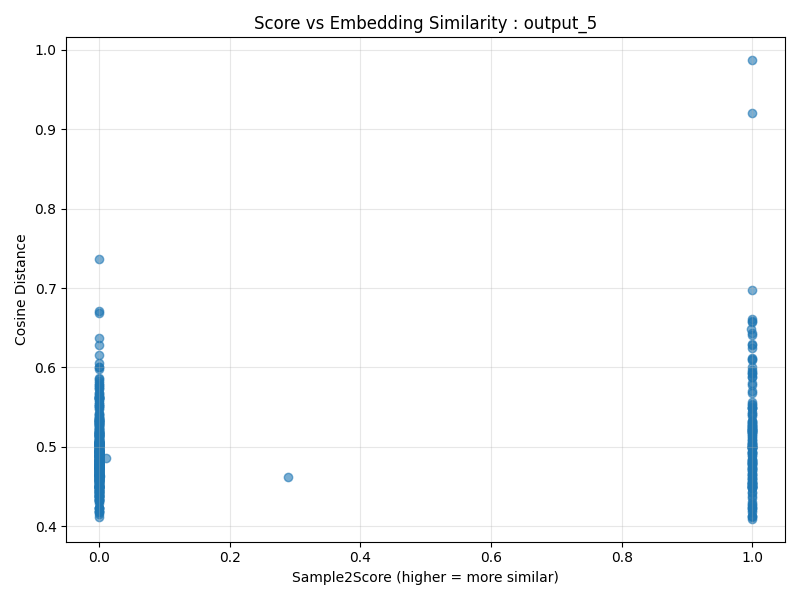 Score vs Embedding Similarity : output_5
Cosine Distance
1.0
0.9
0.8
0.7
0.6
0.5
0.4
0.0 0.2 0.4 0.6 0.8 1.0
Sample2Score (higher = more similar)